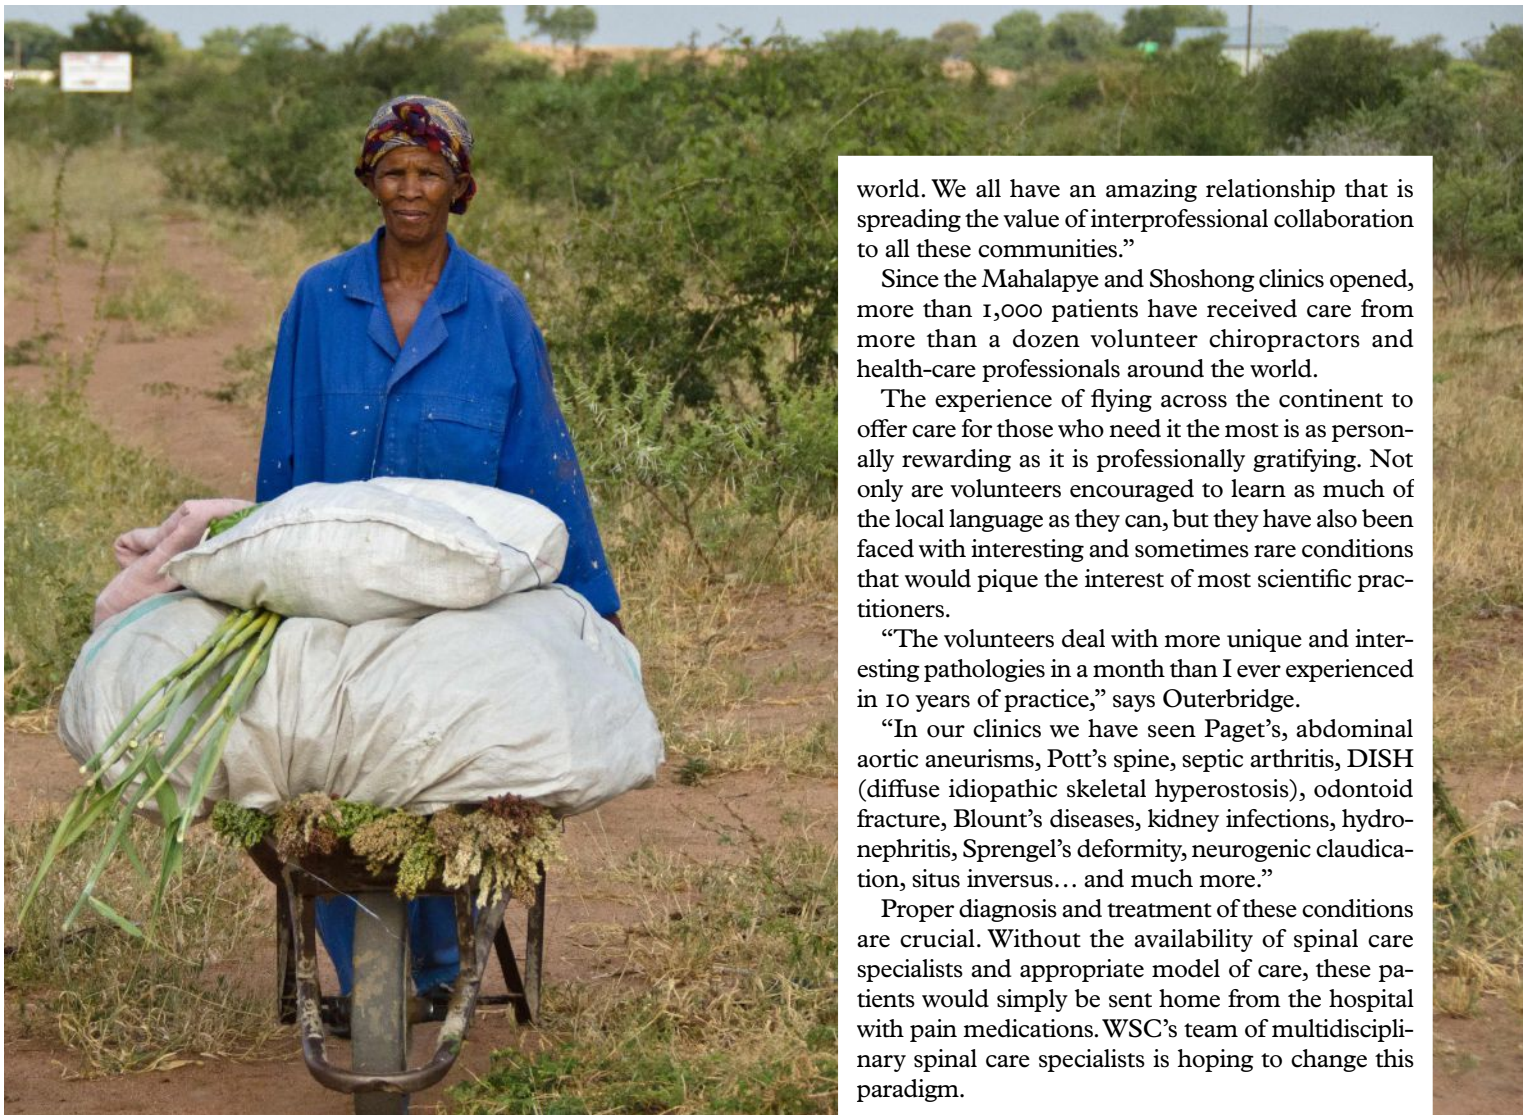 world. We all have an amazing relationship that is
spreading the value of interprofessional collaboration
to all these communities.”
Since the Mahalapye and Shoshong clinics opened,
more than 1,000 patients have received care from
more than a dozen volunteer chiropractors and
health-care professionals around the world.
The experience of flying across the continent to
offer care for those who need it the most is as person-
ally rewarding as it is professionally gratifying. Not
only are volunteers encouraged to learn as much of
the local language as they can, but they have also been
faced with interesting and sometimes rare conditions
that would pique the interest of most scientific prac-
titioners.
“The volunteers deal with more unique and inter-
esting pathologies in a month than I ever experienced
in 10 years of practice,” says Outerbridge.
“In our clinics we have seen Paget’s, abdominal
aortic aneurisms, Pott’s spine, septic arthritis, DISH
(diffuse idiopathic skeletal hyperostosis), odontoid
fracture, Blount’s diseases, kidney infections, hydro-
nephritis, Sprengel’s deformity, neurogenic claudica-
tion, situs inversus… and much more.”
Proper diagnosis and treatment of these conditions
are crucial. Without the availability of spinal care
specialists and appropriate model of care, these pa-
tients would simply be sent home from the hospital
with pain medications. WSC’s team of multidiscipli-
nary spinal care specialists is hoping to change this
paradigm.